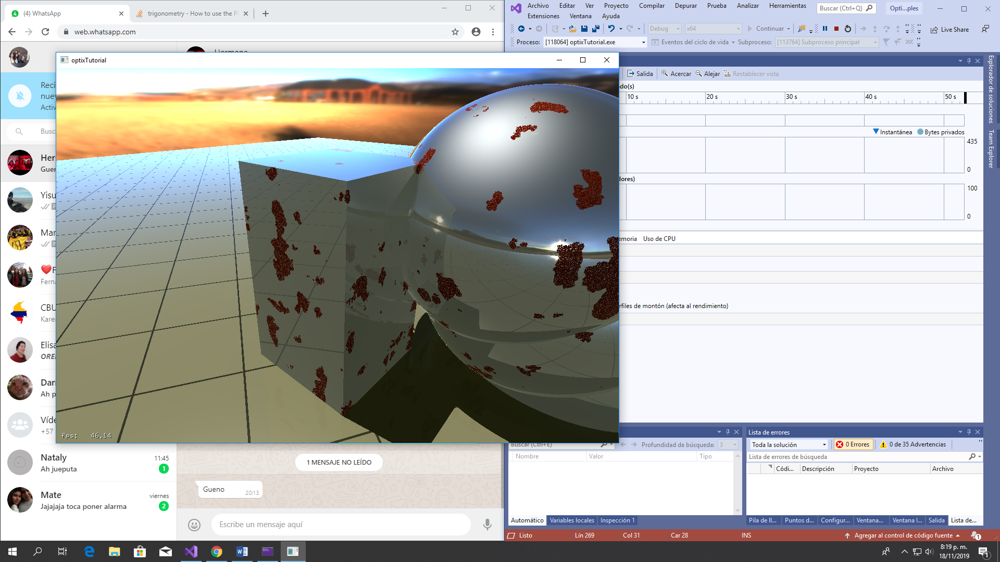 (4) WhatsApp
trigonometry - How to use the P
web.whatsapp.com
Hermana
Reci
nuev
Activ
Busc
Her
Guer
Yisu
Mar
F
Ferna
CBU
Karer
Elisa
OREI
Dari
Ah p
Víde
+57
Nataly
11:45
Ah jueputa
1
Mate
viernes
Jajajaja toca poner alarma
2
1 MENSAJE NO LEÍDO
Gueno
20:13
Escribe un mensaje aquí
optixTutorial
fps: 46.14
Archivo Editar Ver Proyecto Compilar Depurar Prueba Analizar Herramientas
Buscar (Ctrl+Q)
Opti...ples
Extensiones Ventana Ayuda
Debug x64 Continuar
Live Share
Proceso: [118064] optixTutorial.exe Eventos del ciclo de vida Subproceso: [113764] Subproceso principal
Explorador de soluciones
Team Explorer
Salida Acercar Alejar Restablecer vista
do(s)
10 s 20 s 30 s 40 s 50 s
Instantánea Bytes privados
435
0
dores)
100
0
emoria Uso de CPU
rfiles de montón (afecta al rendimiento)
Buscar (Ctrl+E)
Profundidad de búsqueda: 3
Nombre Valor Tipo
Automático Variables locales Inspección 1
Lista de errores
Toda la solución 0 Errores 0 de 35 Advertencias
Lista de errores de búsqueda
Códi... Descripción Proyecto Archivo
Pila de ll... Puntos d... Configur... Ventana... Ventana I... Salida Lista de...
Listo Lín 269 Col 31 Car 28 INS Agregar al control de código fuente 1
8:19 p. m.
18/11/2019
1